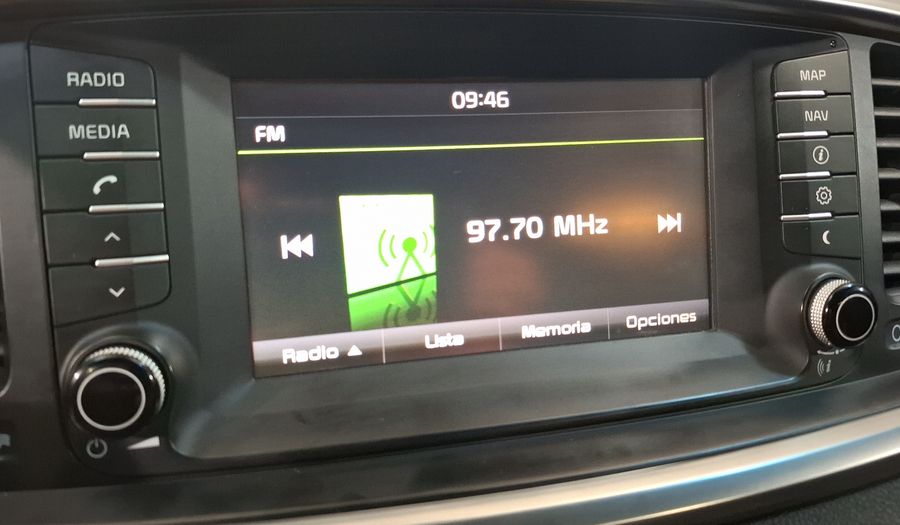 RADIO
MEDIA
09:46
FM
97.70 MHz
Radio ▲
Lista
Memoria
Opciones
MAP
NAV